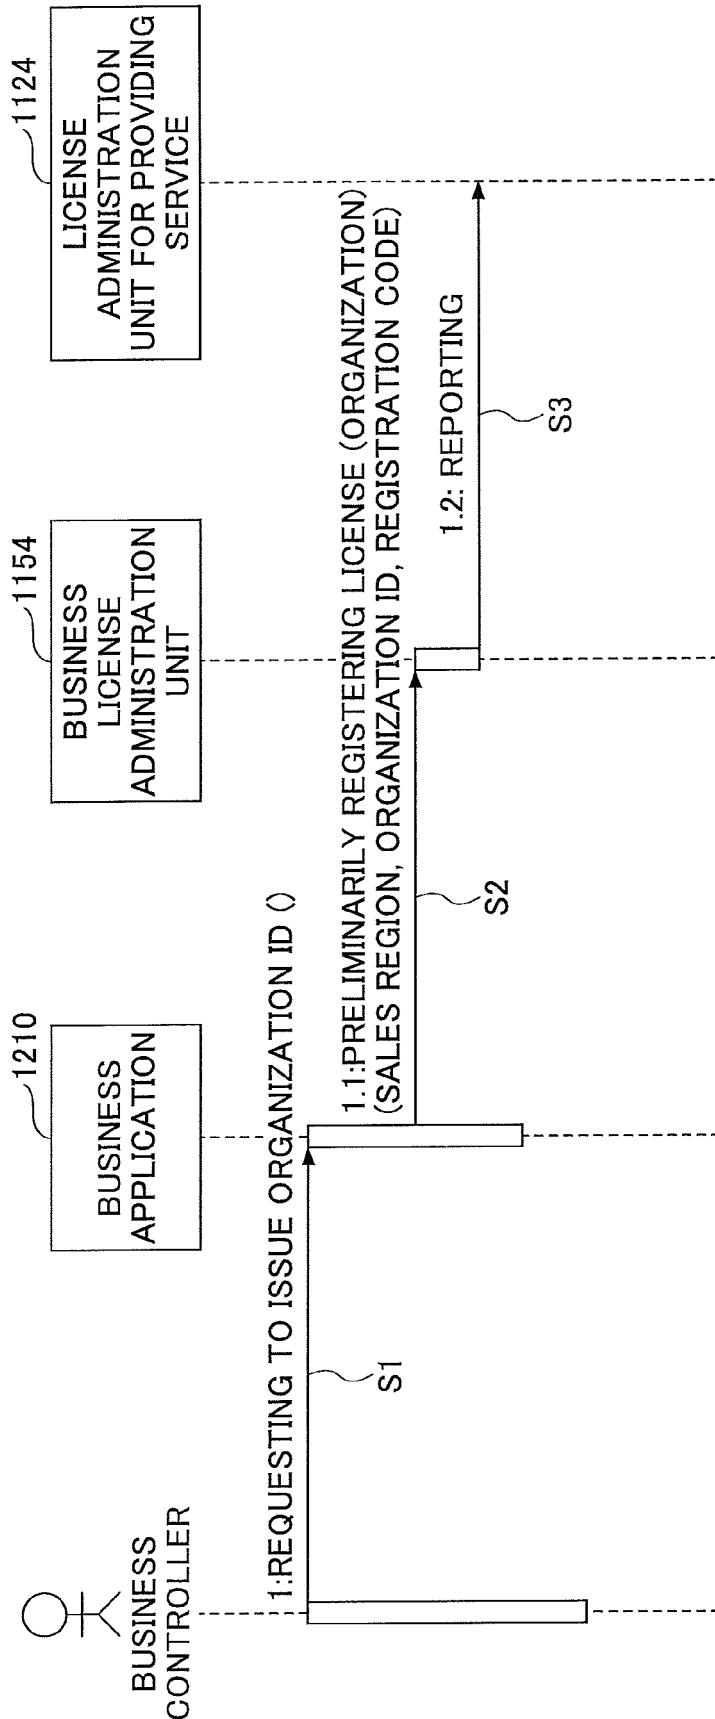 BUSINESS
CONTROLLER
1210
BUSINESS
APPLICATION
1154
BUSINESS
LICENSE
ADMINISTRATION
UNIT
1124
LICENSE
ADMINISTRATION
UNIT FOR PROVIDING
SERVICE
1:REQUESTING TO ISSUE ORGANIZATION ID ()
S1
1.1:PRELIMINARILY REGISTERING LICENSE (ORGANIZATION)
(SALES REGION, ORGANIZATION ID, REGISTRATION CODE)
S2
1.2: REPORTING
S3